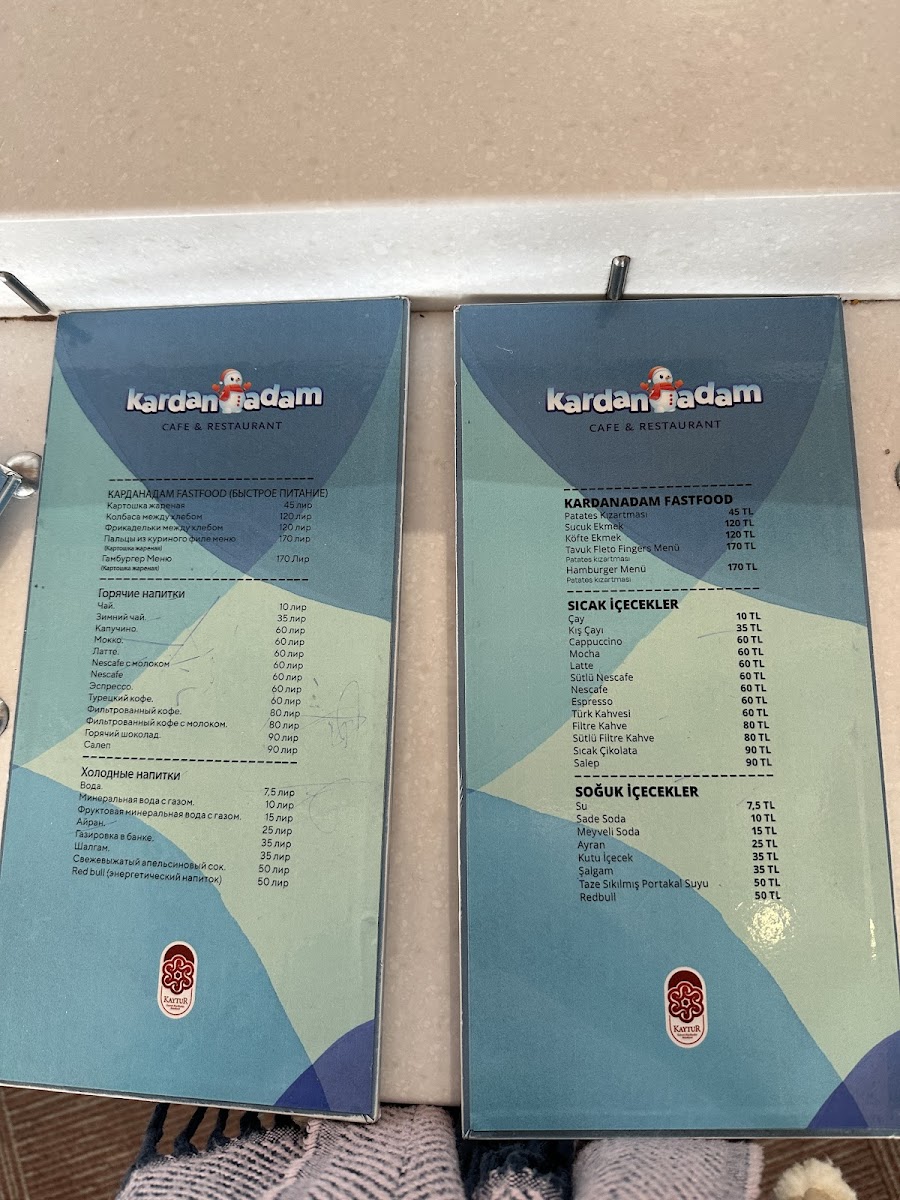 kardanadam
CAFE & RESTAURANT
КАРДАНАДАМ FASTFOOD (БЫСТРОЕ ПИТАНИЕ)
Картошка жареная 45 лир
Колбаса между хлебом 120 лир
Фрикадельки между хлебом 120 лир
Пальцы из куриного филе меню 170 лир
(Картошка жареная)
Гамбургер Меню 170 Лир
(Картошка жареная)
Горячие напитки
Чай. 10 лир
Зимний чай. 35 лир
Капучино. 60 лир
Мокко. 60 лир
Латте. 60 лир
Nescafe с молоком 60 лир
Nescafe 60 лир
Эспрессо. 60 лир
Турецкий кофе. 60 лир
Фильтрованный кофе. 80 лир
Фильтрованный кофе с молоком. 80 лир
Горячий шоколад. 90 лир
Салеп 90 лир
Холодные напитки
Вода. 7,5 лир
Минеральная вода с газом. 10 лир
Фруктовая минеральная вода с газом. 15 лир
Айран. 25 лир
Газировка в банке. 35 лир
Шалгам. 35 лир
Свежевыжатый апельсиновый сок. 50 лир
Red bull (энергетический напиток) 50 лир
KAYTUR
kardanadam
CAFE & RESTAURANT
KARDANADAM FASTFOOD
Patates Kızartması 45 TL
Sucuk Ekmek 120 TL
Köfte Ekmek 120 TL
Tavuk Fleto Fingers Menü 170 TL
Patates kızartması
Hamburger Menü 170 TL
Patates kızartması
SICAK İÇECEKLER
Çay 10 TL
Kış Çayı 35 TL
Cappuccino 60 TL
Mocha 60 TL
Latte 60 TL
Sütlü Nescafe 60 TL
Nescafe 60 TL
Espresso 60 TL
Türk Kahvesi 60 TL
Filtre Kahve 80 TL
Sütlü Filtre Kahve 80 TL
Sıcak Çikolata 90 TL
Salep 90 TL
SOĞUK İÇECEKLER
Su 7,5 TL
Sade Soda 10 TL
Meyveli Soda 15 TL
Ayran 25 TL
Kutu İçecek 35 TL
Şalgam 35 TL
Taze Sıkılmış Portakal Suyu 50 TL
Redbull 50 TL
KAYTUR